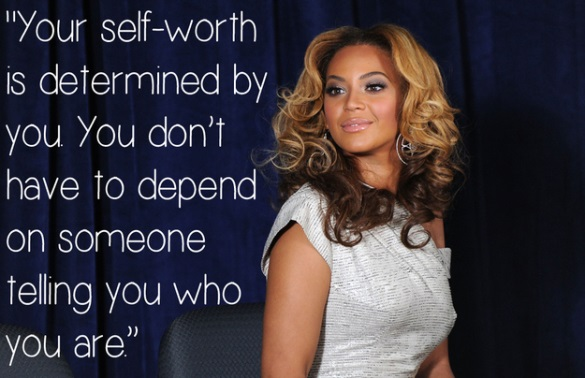 "Your self-worth
is determined by
you. You don't
have to depend
on someone
telling you who
you are."